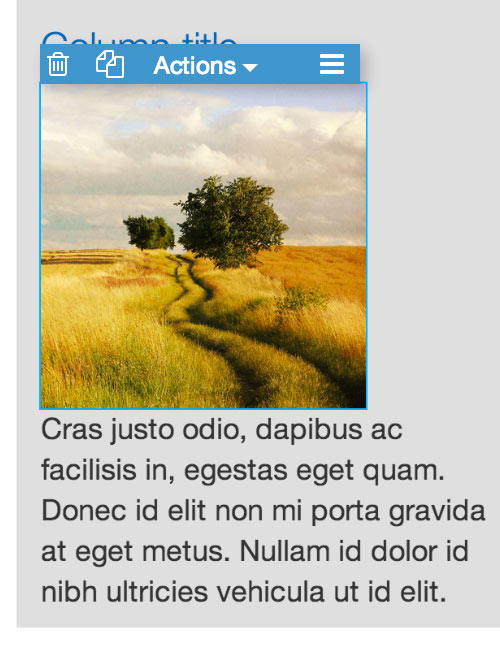 Column title
Actions
Cras justo odio, dapibus ac
facilisis in, egestas eget quam.
Donec id elit non mi porta gravida
at eget metus. Nullam id dolor id
nibh ultricies vehicula ut id elit.